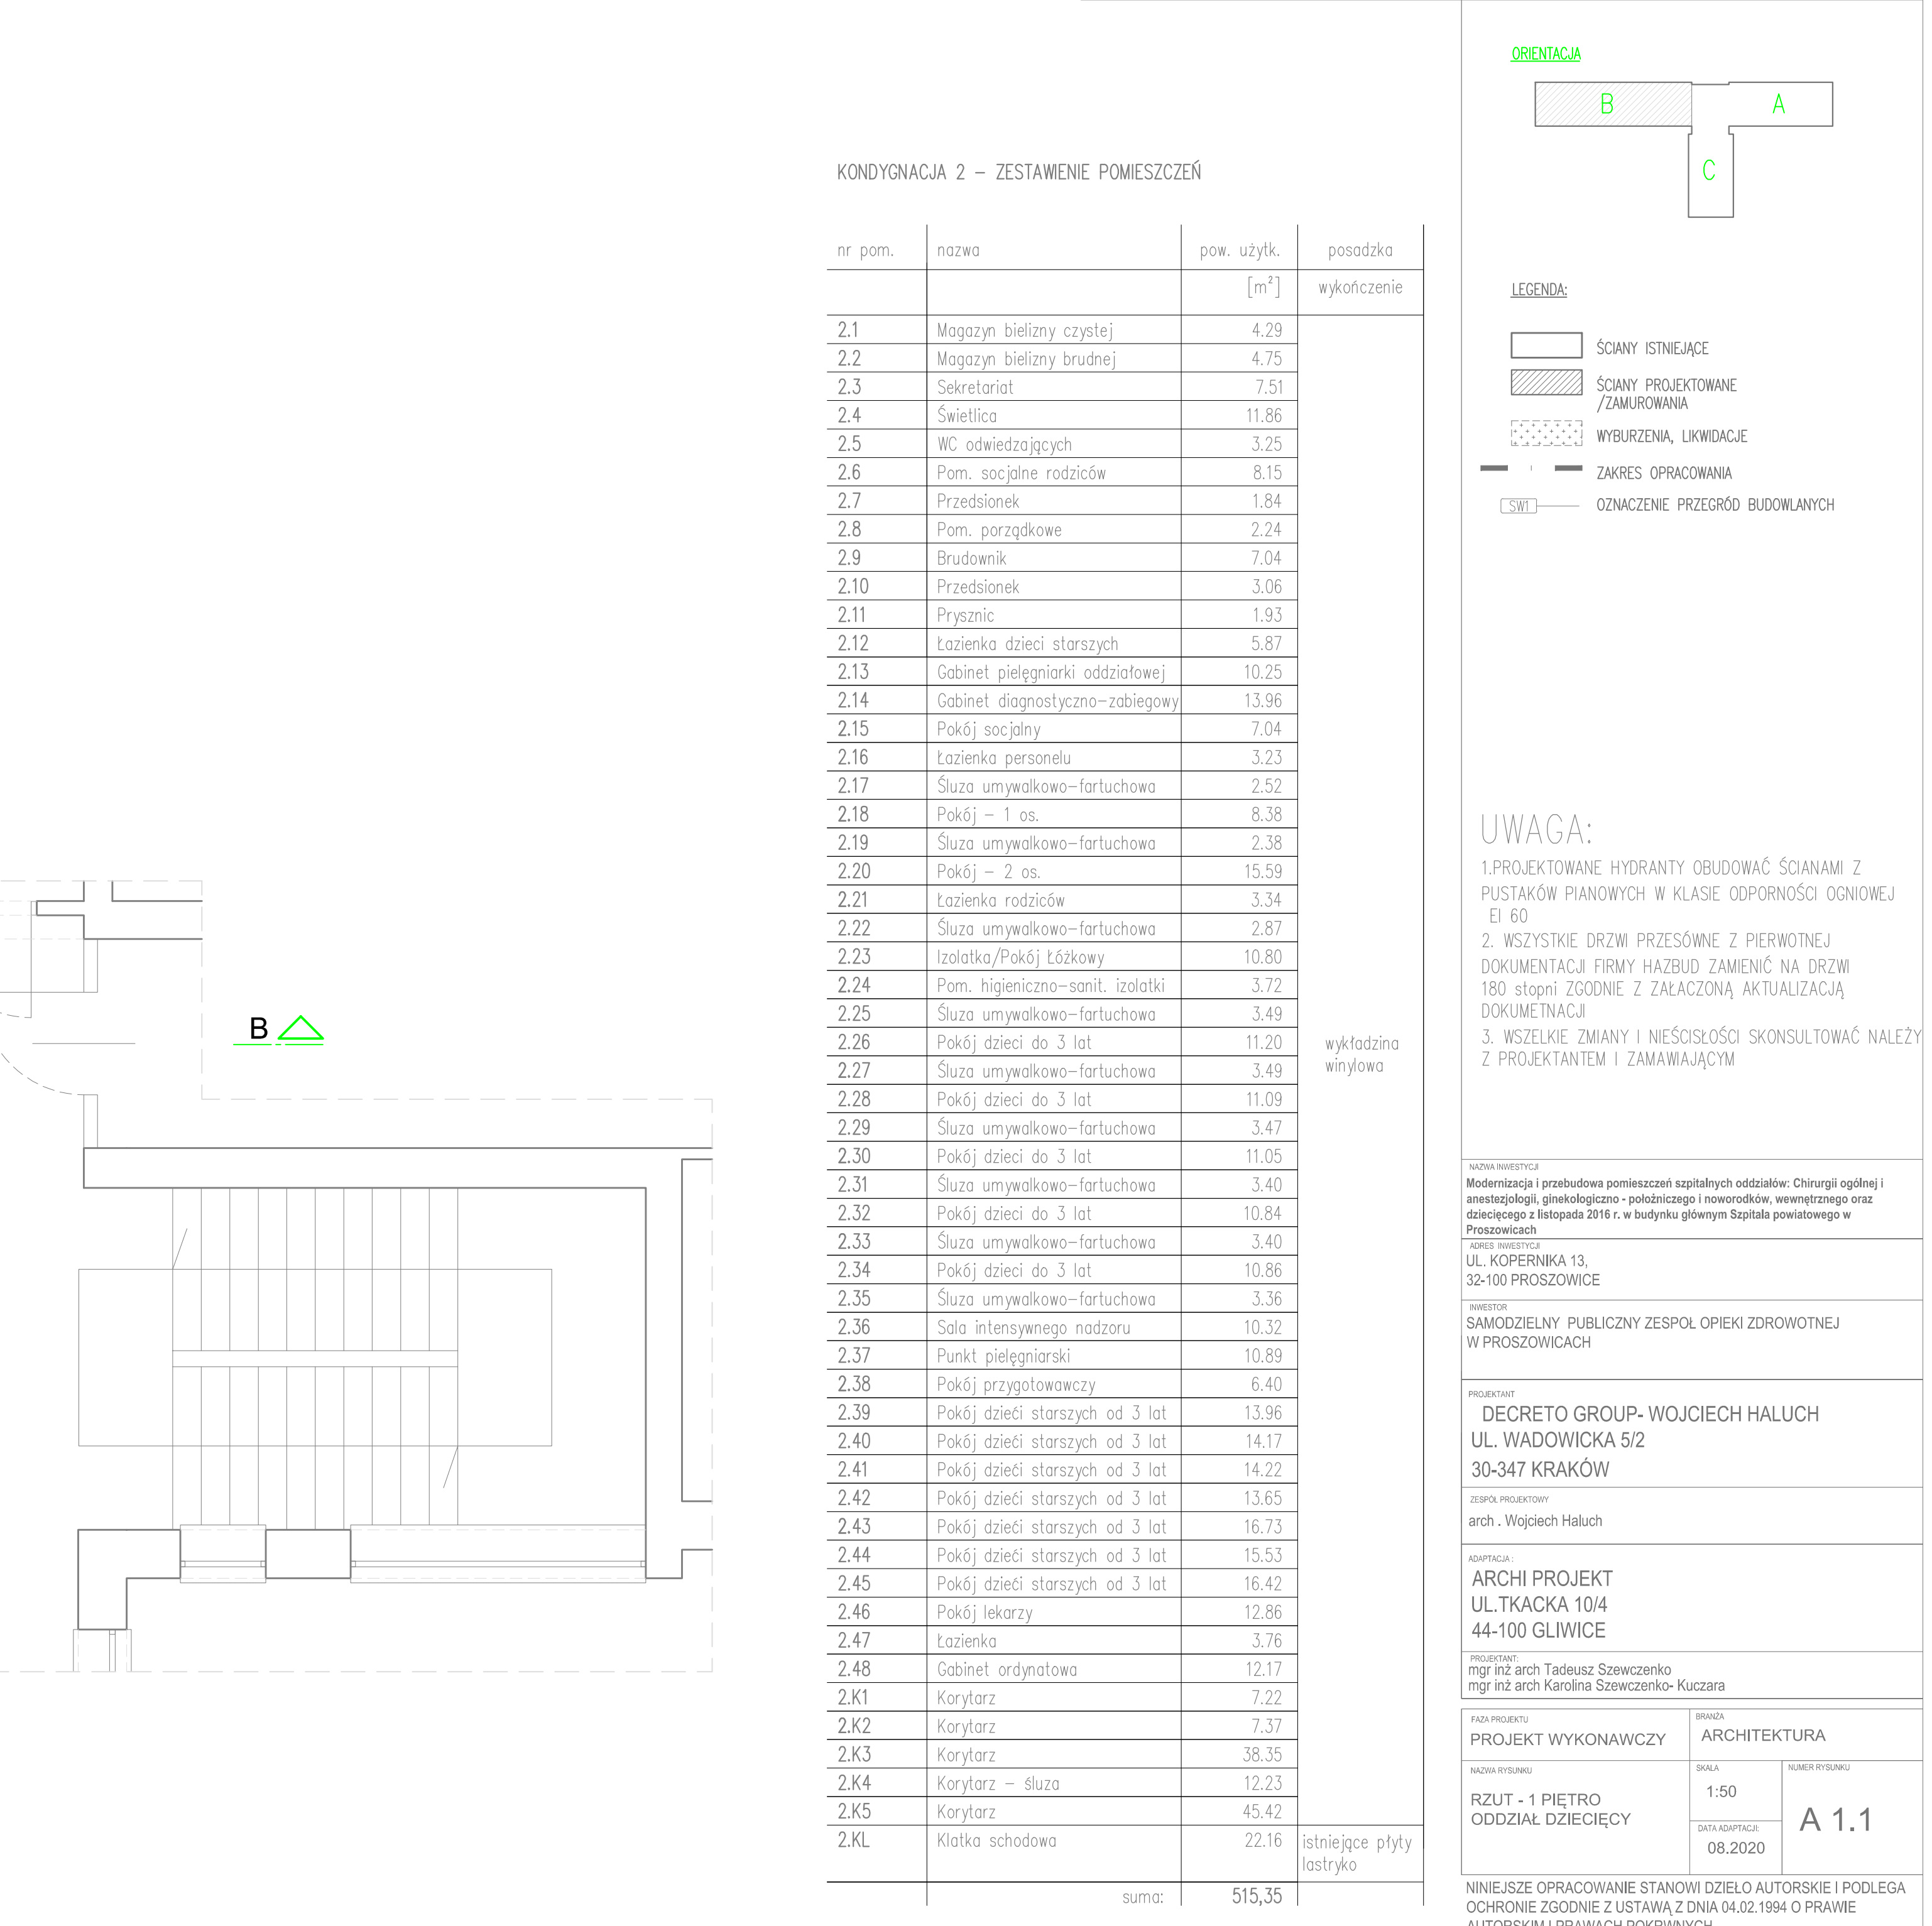 KONDYGNACJA 2 – ZESTAWIENIE POMIESZCZEŃ
nr pom. nazwa pow. użytk. posadzka
[m²] wykończenie
2.1 Magazyn bielizny czystej 4.29
2.2 Magazyn bielizny brudnej 4.75
2.3 Sekretariat 7.51
2.4 Świetlica 11.86
2.5 WC odwiedzających 3.25
2.6 Pom. socjalne rodziców 8.15
2.7 Przedsionek 1.84
2.8 Pom. porządkowe 2.24
2.9 Brudownik 7.04
2.10 Przedsionek 3.06
2.11 Prysznic 1.93
2.12 Łazienka dzieci starszych 5.87
2.13 Gabinet pielęgniarki oddziałowej 10.25
2.14 Gabinet diagnostyczno–zabiegowy 13.96
2.15 Pokój socjalny 7.04
2.16 Łazienka personelu 3.23
2.17 Śluza umywalkowo–fartuchowa 2.52
2.18 Pokój – 1 os. 8.38
2.19 Śluza umywalkowo–fartuchowa 2.38
2.20 Pokój – 2 os. 15.59
2.21 Łazienka rodziców 3.34
2.22 Śluza umywalkowo–fartuchowa 2.87
2.23 Izolatka/Pokój Łóżkowy 10.80
2.24 Pom. higieniczno–sanit. izolatki 3.72
2.25 Śluza umywalkowo–fartuchowa 3.49
2.26 Pokój dzieci do 3 lat 11.20
wykładzina
winylowa
2.27 Śluza umywalkowo–fartuchowa 3.49
2.28 Pokój dzieci do 3 lat 11.09
2.29 Śluza umywalkowo–fartuchowa 3.47
2.30 Pokój dzieci do 3 lat 11.05
2.31 Śluza umywalkowo–fartuchowa 3.40
2.32 Pokój dzieci do 3 lat 10.84
2.33 Śluza umywalkowo–fartuchowa 3.40
2.34 Pokój dzieci do 3 lat 10.86
2.35 Śluza umywalkowo–fartuchowa 3.36
2.36 Sala intensywnego nadzoru 10.32
2.37 Punkt pielęgniarski 10.89
2.38 Pokój przygotowawczy 6.40
2.39 Pokój dzieći starszych od 3 lat 13.96
2.40 Pokój dzieći starszych od 3 lat 14.17
2.41 Pokój dzieći starszych od 3 lat 14.22
2.42 Pokój dzieći starszych od 3 lat 13.65
2.43 Pokój dzieći starszych od 3 lat 16.73
2.44 Pokój dzieći starszych od 3 lat 15.53
2.45 Pokój dzieći starszych od 3 lat 16.42
2.46 Pokój lekarzy 12.86
2.47 Łazienka 3.76
2.48 Gabinet ordynatowa 12.17
2.K1 Korytarz 7.22
2.K2 Korytarz 7.37
2.K3 Korytarz 38.35
2.K4 Korytarz – śluza 12.23
2.K5 Korytarz 45.42
2.KL Klatka schodowa 22.16 istniejące płyty
lastryko
suma: 515,35
B
ORIENTACJA
B
A
C
LEGENDA:
ŚCIANY ISTNIEJĄCE
ŚCIANY PROJEKTOWANE
/ZAMUROWANIA
WYBURZENIA, LIKWIDACJE
ZAKRES OPRACOWANIA
SW1 OZNACZENIE PRZEGRÓD BUDOWLANYCH
UWAGA:
1.PROJEKTOWANE HYDRANTY OBUDOWAĆ ŚCIANAMI Z
PUSTAKÓW PIANOWYCH W KLASIE ODPORNOŚCI OGNIOWEJ
EI 60
2. WSZYSTKIE DRZWI PRZESÓWNE Z PIERWOTNEJ
DOKUMENTACJI FIRMY HAZBUD ZAMIENIĆ NA DRZWI
180 stopni ZGODNIE Z ZAŁACZONĄ AKTUALIZACJĄ
DOKUMETNACJI
3. WSZELKIE ZMIANY I NIEŚCISŁOŚCI SKONSULTOWAĆ NALEŻY
Z PROJEKTANTEM I ZAMAWIAJĄCYM
NAZWA INWESTYCJI
Modernizacja i przebudowa pomieszczeń szpitalnych oddziałów: Chirurgii ogólnej i
anestezjologii, ginekologiczno - położniczego i noworodków, wewnętrznego oraz
dziecięcego z listopada 2016 r. w budynku głównym Szpitala powiatowego w
Proszowicach
ADRES INWESTYCJI
UL. KOPERNIKA 13,
32-100 PROSZOWICE
INWESTOR
SAMODZIELNY PUBLICZNY ZESPOŁ OPIEKI ZDROWOTNEJ
W PROSZOWICACH
PROJEKTANT
DECRETO GROUP- WOJCIECH HALUCH
UL. WADOWICKA 5/2
30-347 KRAKÓW
ZESPÓŁ PROJEKTOWY
arch . Wojciech Haluch
ADAPTACJA :
ARCHI PROJEKT
UL.TKACKA 10/4
44-100 GLIWICE
PROJEKTANT:
mgr inż arch Tadeusz Szewczenko
mgr inż arch Karolina Szewczenko- Kuczara
FAZA PROJEKTU BRANŻA
PROJEKT WYKONAWCZY ARCHITEKTURA
NAZWA RYSUNKU SKALA NUMER RYSUNKU
1:50
RZUT - 1 PIĘTRO
ODDZIAŁ DZIECIĘCY
A 1.1
DATA ADAPTACJI:
08.2020
NINIEJSZE OPRACOWANIE STANOWI DZIEŁO AUTORSKIE I PODLEGA
OCHRONIE ZGODNIE Z USTAWĄ Z DNIA 04.02.1994 O PRAWIE
AUTORSKIM I PRAWACH POKRWNYCH